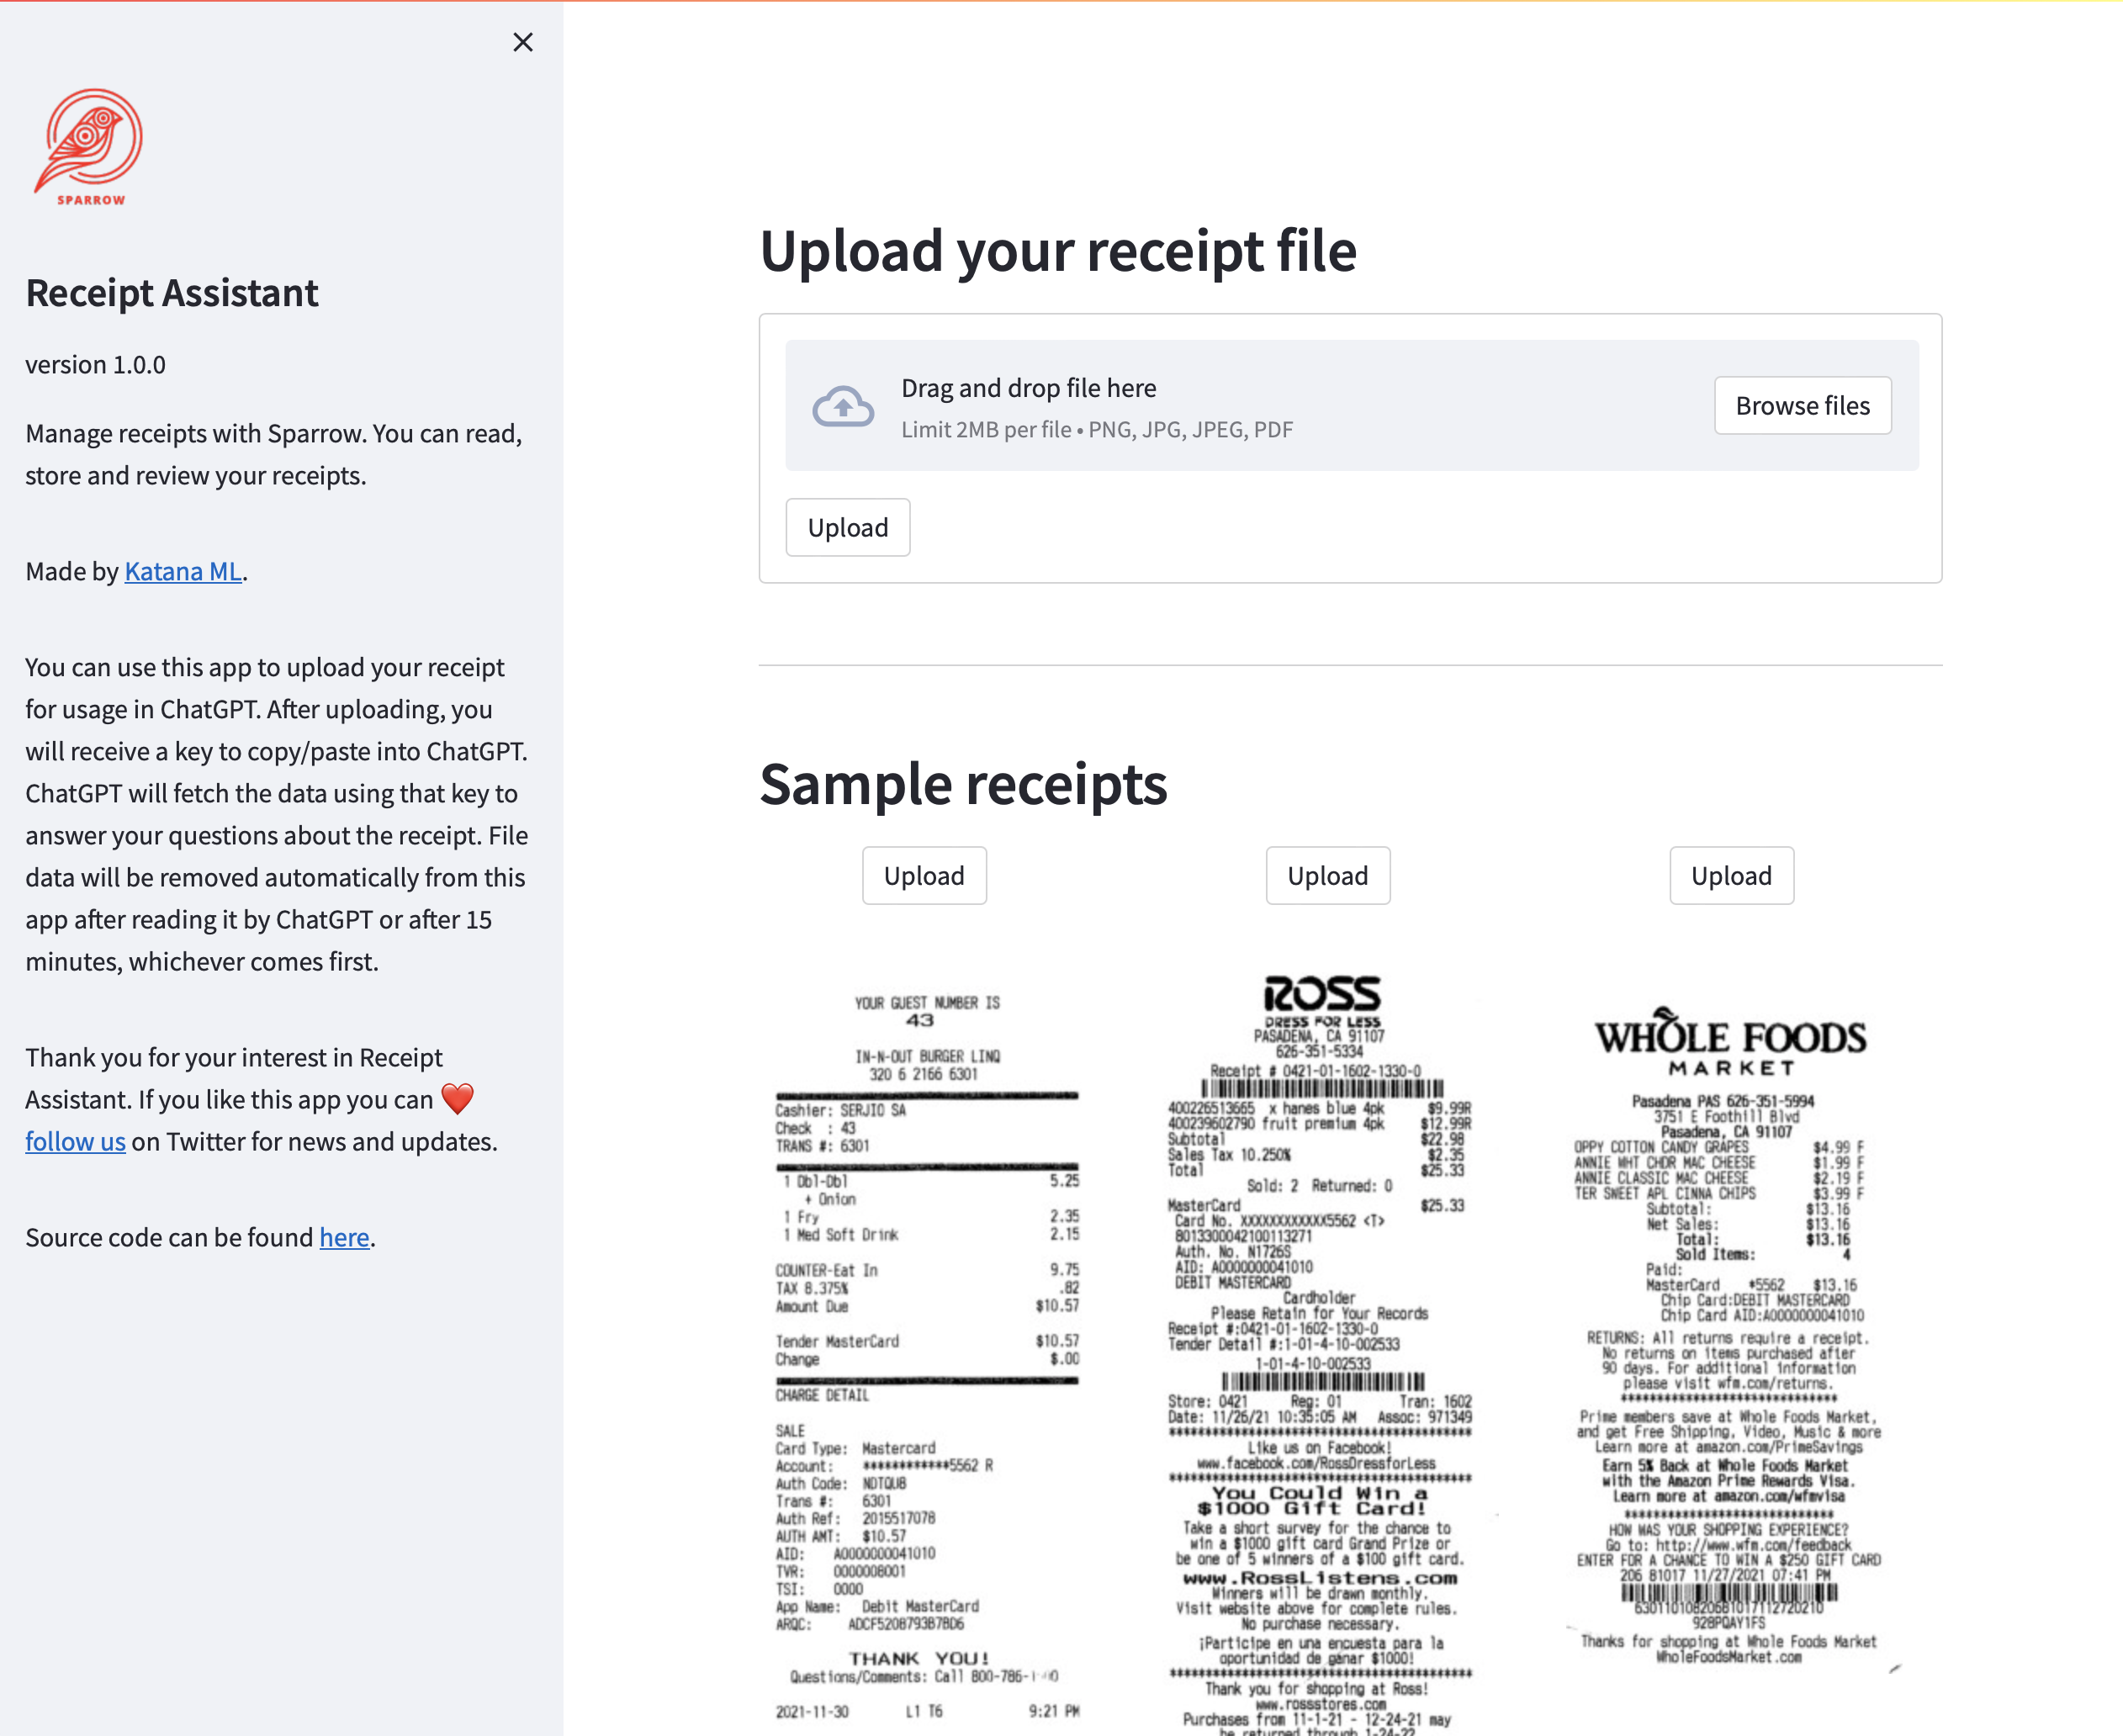 SPARROW
Receipt Assistant
version 1.0.0
Manage receipts with Sparrow. You can read,
store and review your receipts.
Made by Katana ML.
You can use this app to upload your receipt
for usage in ChatGPT. After uploading, you
will receive a key to copy/paste into ChatGPT.
ChatGPT will fetch the data using that key to
answer your questions about the receipt. File
data will be removed automatically from this
app after reading it by ChatGPT or after 15
minutes, whichever comes first.
Thank you for your interest in Receipt
Assistant. If you like this app you can ❤️
follow us on Twitter for news and updates.
Source code can be found here.
Upload your receipt file
Drag and drop file here
Limit 2MB per file • PNG, JPG, JPEG, PDF
Browse files
Upload
Sample receipts
Upload
Upload
Upload
YOUR GUEST NUMBER IS
43
IN-N-OUT BURGER LINQ
320 6 2166 6301
Cashier: SERJIO SA
Check : 43
TRANS #: 6301
1 Dbl-Dbl 5.25
+ Onion
1 Fry 2.35
1 Med Soft Drink 2.15
COUNTER-Eat In 9.75
TAX 8.375% .82
Amount Due $10.57
Tender MasterCard $10.57
Change $.00
CHARGE DETAIL
SALE
Card Type: Mastercard
Account: ************5562 R
Auth Code: NDTQU8
Trans #: 6301
Auth Ref: 2015517078
AUTH AMT: $10.57
AID: A0000000041010
TVR: 0000008001
TSI: 0000
App Name: Debit MasterCard
ARQC: ADCF5208793B7BD6
THANK YOU!
Questions/Comments: Call 800-786-
2021-11-30 L1 T6 9:21 PM
ROSS
DRESS FOR LESS
PASADENA, CA 91107
626-351-5334
Receipt # 0421-01-1602-1330-0
400226513665 x hanes blue 4pk $9.99R
400239602790 fruit premium 4pk $12.99R
Subtotal $22.98
Sales Tax 10.250% $2.35
Total $25.33
Sold: 2 Returned: 0
MasterCard $25.33
Card No. XXXXXXXXXXXX5562 <T>
8013300042100113271
Auth. No. N1726S
AID: A0000000041010
DEBIT MASTERCARD
Cardholder
Please Retain for Your Records
Receipt #:0421-01-1602-1330-0
Tender Detail #:1-01-4-10-002533
1-01-4-10-002533
Store: 0421 Reg: 01 Tran: 1602
Date: 11/26/21 10:35:05 AM Assoc: 971349
************************************
Like us on Facebook!
www.facebook.com/RossDressforLess
************************************
You Could Win a
$1000 Gift Card!
Take a short survey for the chance to
win a $1000 gift card Grand Prize or
be one of 5 winners of a $100 gift card.
www.RossListens.com
Winners will be drawn monthly.
Visit website above for complete rules.
No purchase necessary.
¡Participe en una encuesta para la
oportunidad de ganar $1000!
************************************
Thank you for shopping at Ross!
www.rossstores.com
Purchases from 11-1-21 - 12-24-21 may
be returned through 1-24-22
WHOLE FOODS
MARKET
Pasadena PAS 626-351-5994
3751 E Foothill Blvd
Pasadena, CA 91107
OPPY COTTON CANDY GRAPES $4.99 F
ANNIE WHT CHDR MAC CHEESE $1.99 F
ANNIE CLASSIC MAC CHEESE $2.19 F
TER SWEET APL CINNA CHIPS $3.99 F
Subtotal: $13.16
Net Sales: $13.16
Total: $13.16
Sold Items: 4
Paid:
MasterCard *5562 $13.16
Chip Card:DEBIT MASTERCARD
Chip Card AID:A0000000041010
RETURNS: All returns require a receipt.
No returns on items purchased after
90 days. For additional information
please visit wfm.com/returns.
*****************************
Prime members save at Whole Foods Market,
and get Free Shipping, Video, Music & more
Learn more at amazon.com/PrimeSavings
Earn 5% Back at Whole Foods Market
with the Amazon Prime Rewards Visa.
Learn more at amazon.com/wfmvisa
****************************
HOW WAS YOUR SHOPPING EXPERIENCE?
Go to: http://www.wfm.com/feedback
ENTER FOR A CHANCE TO WIN A $250 GIFT CARD
206 81017 11/27/2021 07:41 PM
928PQAY1FS
Thanks for shopping at Whole Foods Market
WholeFoodsMarket.com